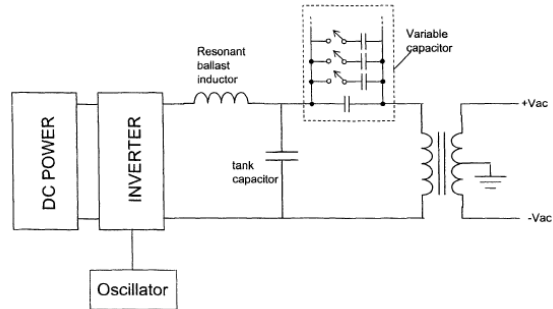 Variable
capacitor
Resonant
ballast
inductor
+Vac
DC POWER
INVERTER
tank
capacitor
-Vac
Oscillator